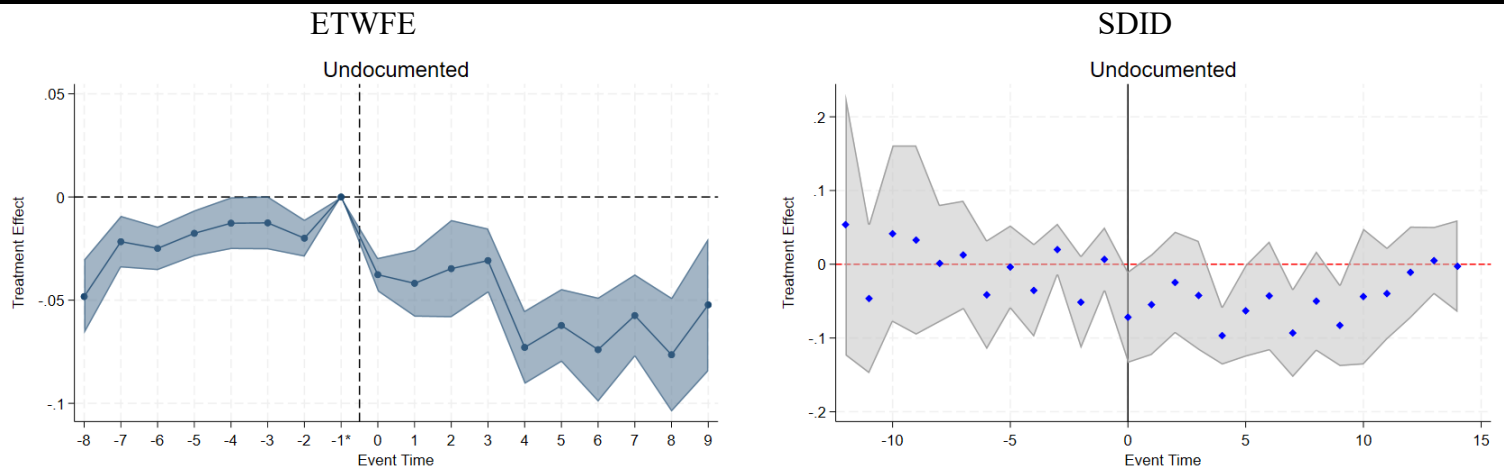 ETWFE
Undocumented
.05
0
-.05
-.1
Treatment Effect
-8 -7 -6 -5 -4 -3 -2 -1* 0 1 2 3 4 5 6 7 8 9
Event Time
SDID
Undocumented
.2
.1
0
-.1
-.2
Treatment Effect
-10 -5 0 5 10 15
Event Time